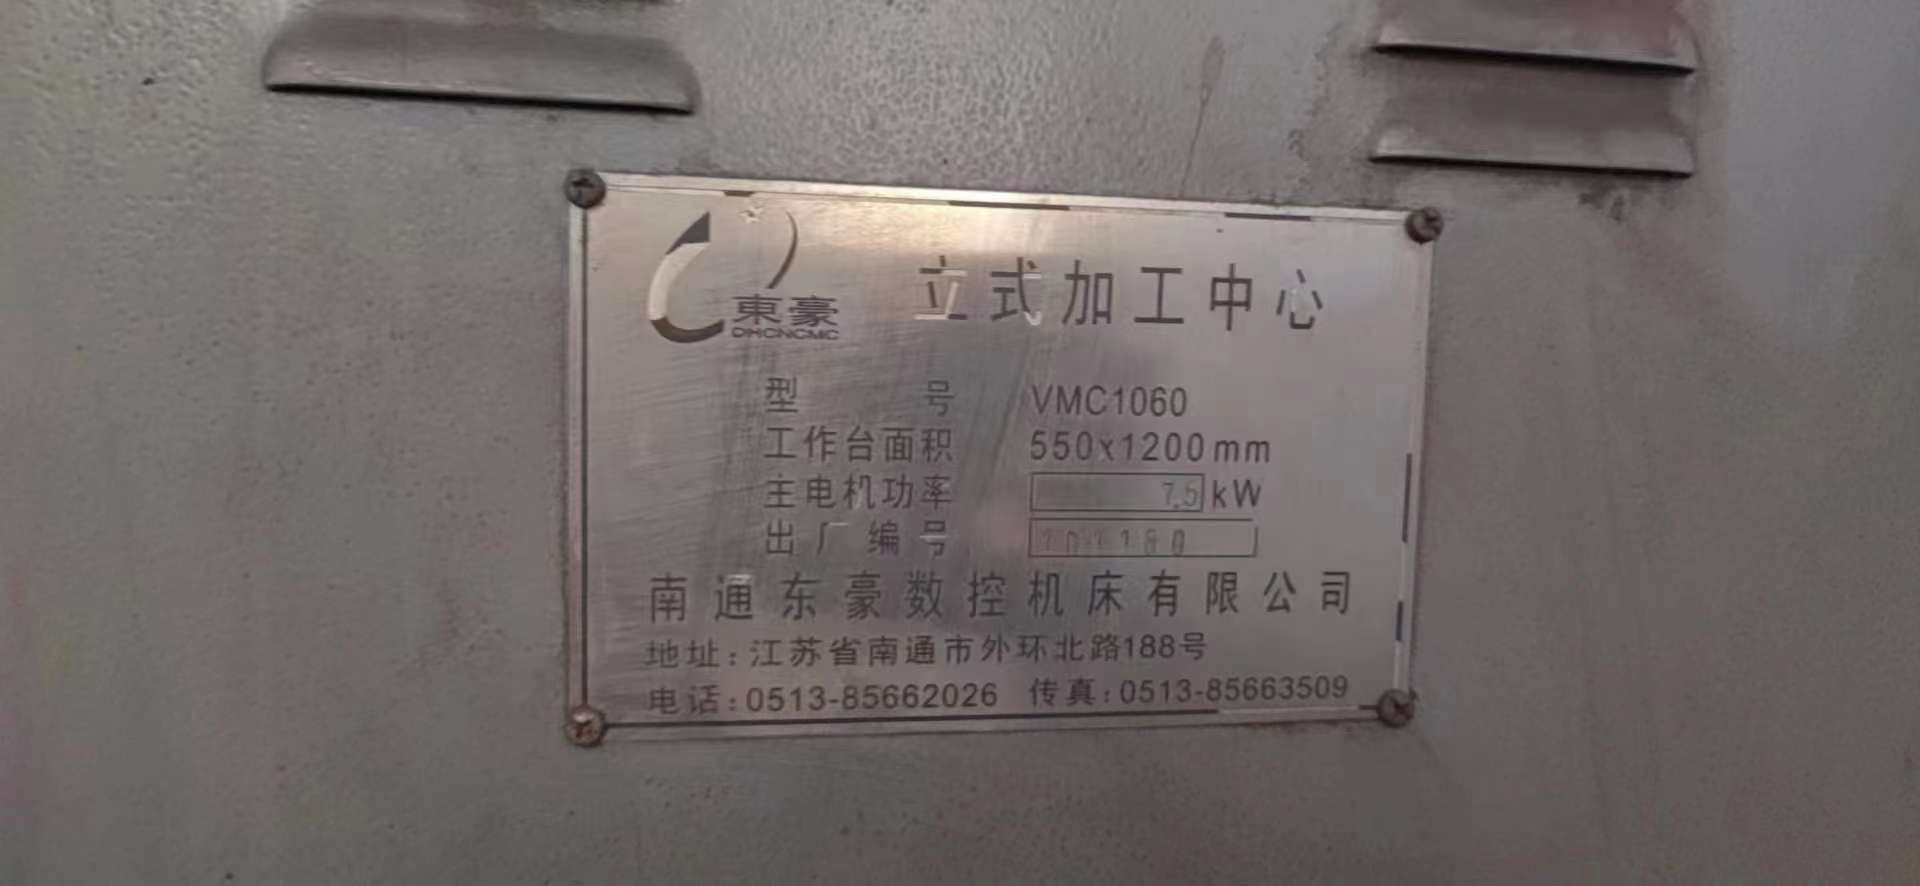 東豪
DHCNCMC
立式加工中心
型号 VMC1060
工作台面积 550x1200mm
主电机功率 7.5kW
出厂编号
南通东豪数控机床有限公司
地址:江苏省南通市外环北路188号
电话:0513-85662026 传真:0513-85663509